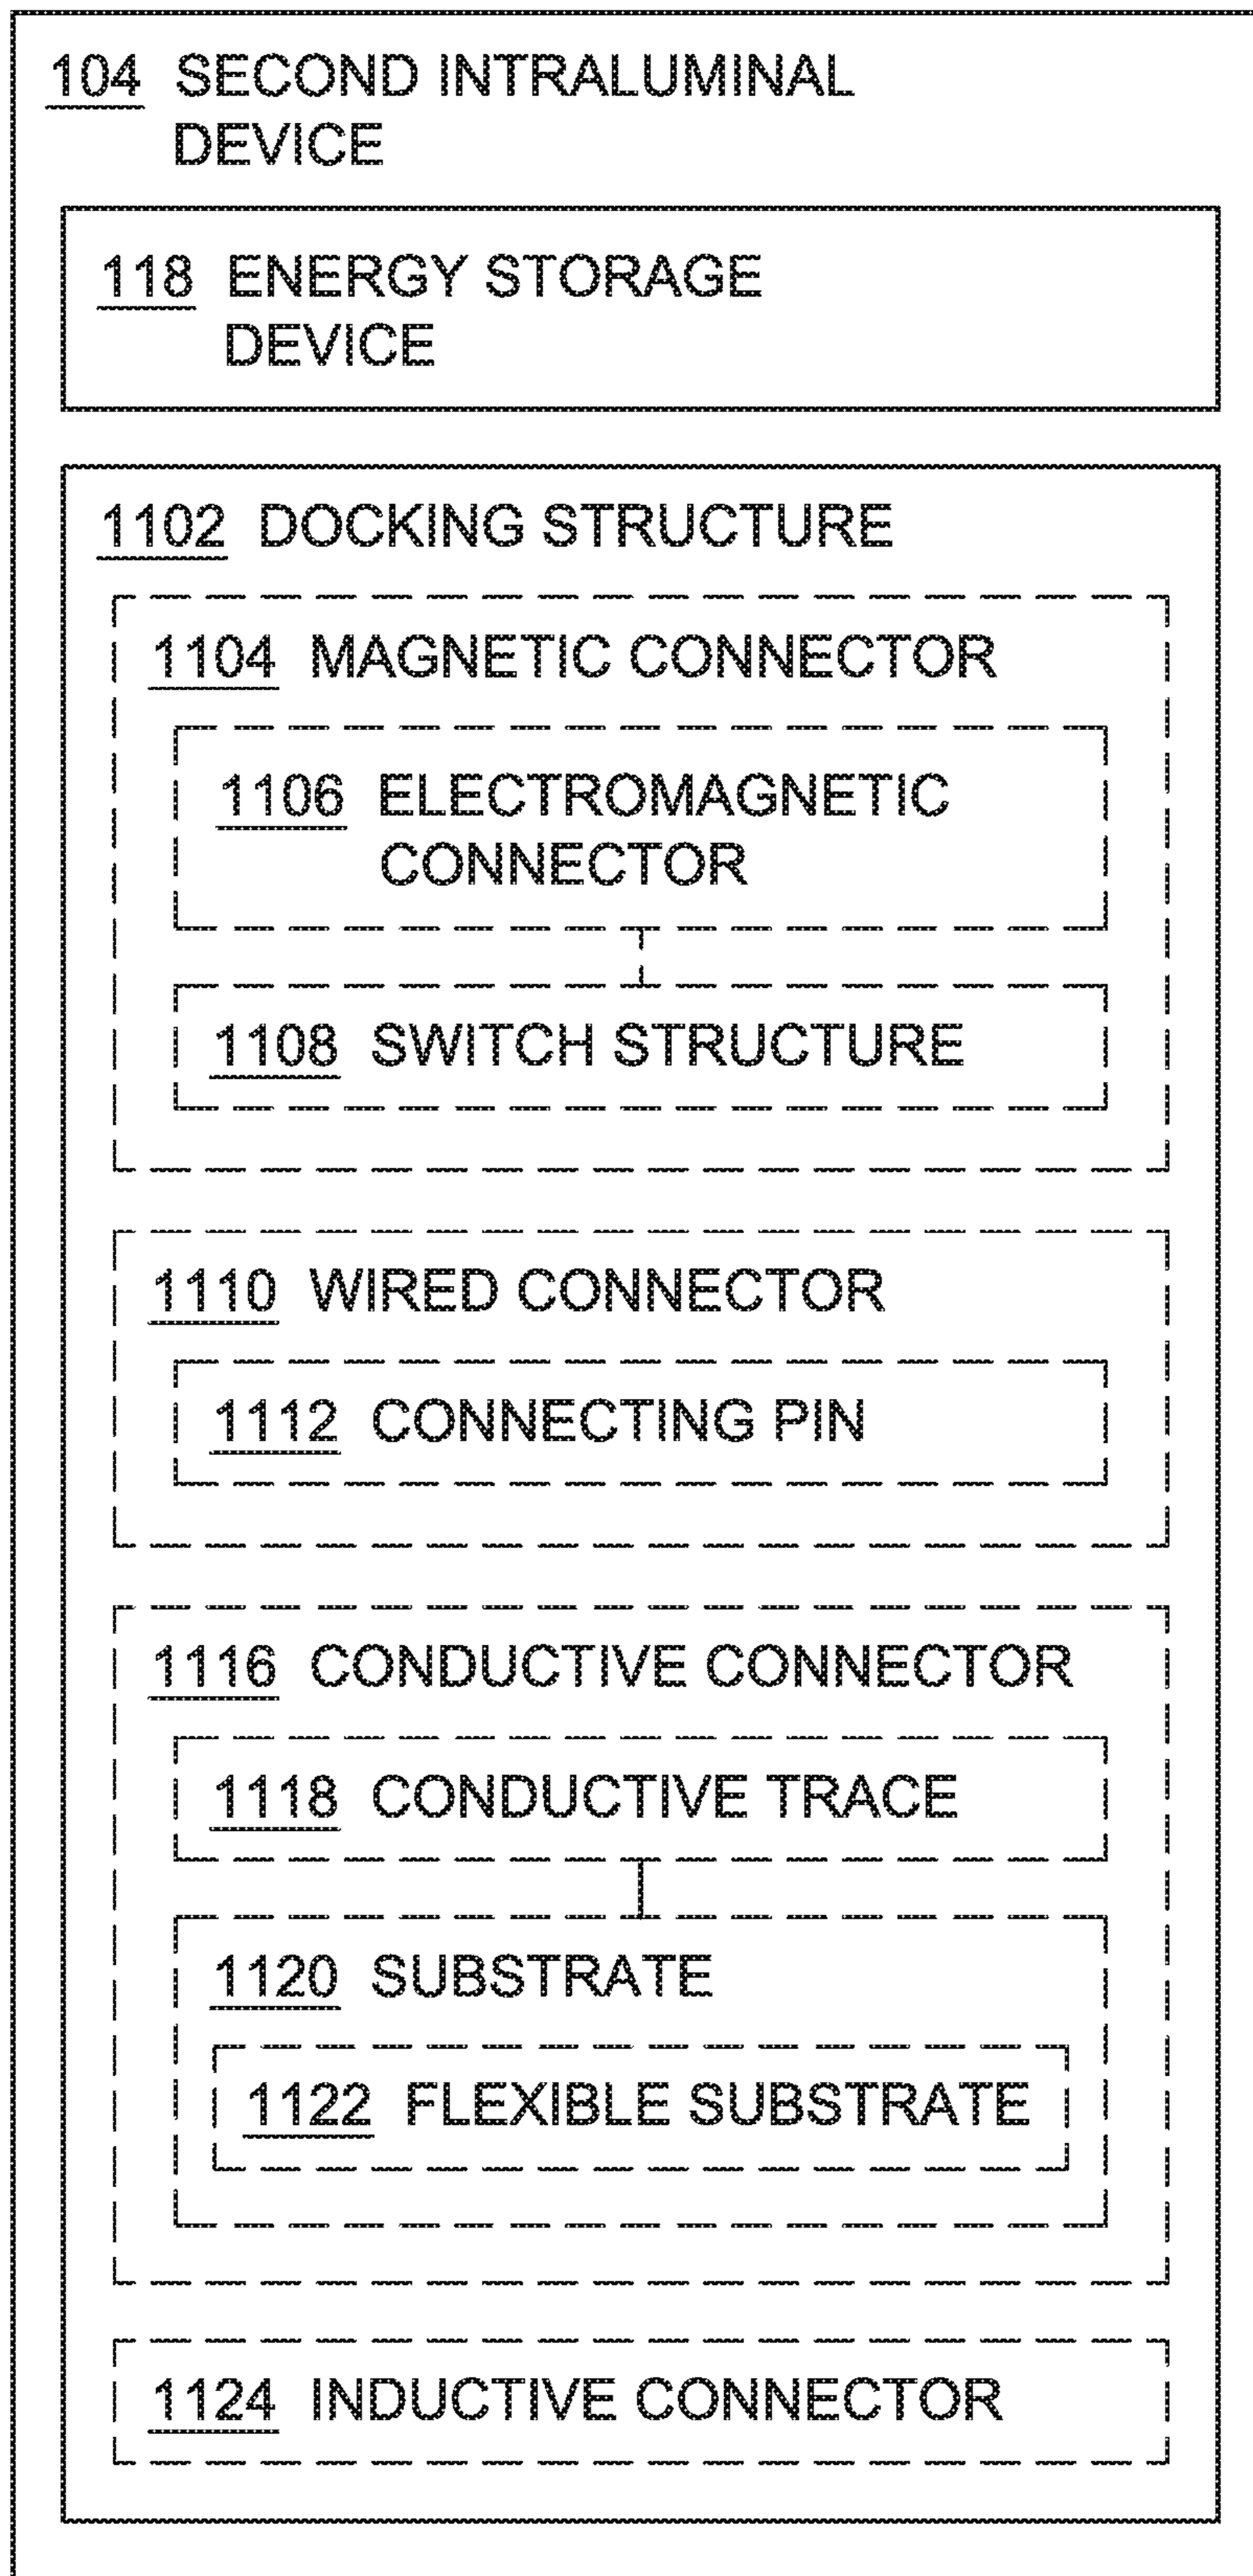 104 SECOND INTRALUMINAL
DEVICE
118 ENERGY STORAGE
DEVICE
1102 DOCKING STRUCTURE
1104 MAGNETIC CONNECTOR
1106 ELECTROMAGNETIC
CONNECTOR
1108 SWITCH STRUCTURE
1110 WIRED CONNECTOR
1112 CONNECTING PIN
1116 CONDUCTIVE CONNECTOR
1118 CONDUCTIVE TRACE
1120 SUBSTRATE
1122 FLEXIBLE SUBSTRATE
1124 INDUCTIVE CONNECTOR